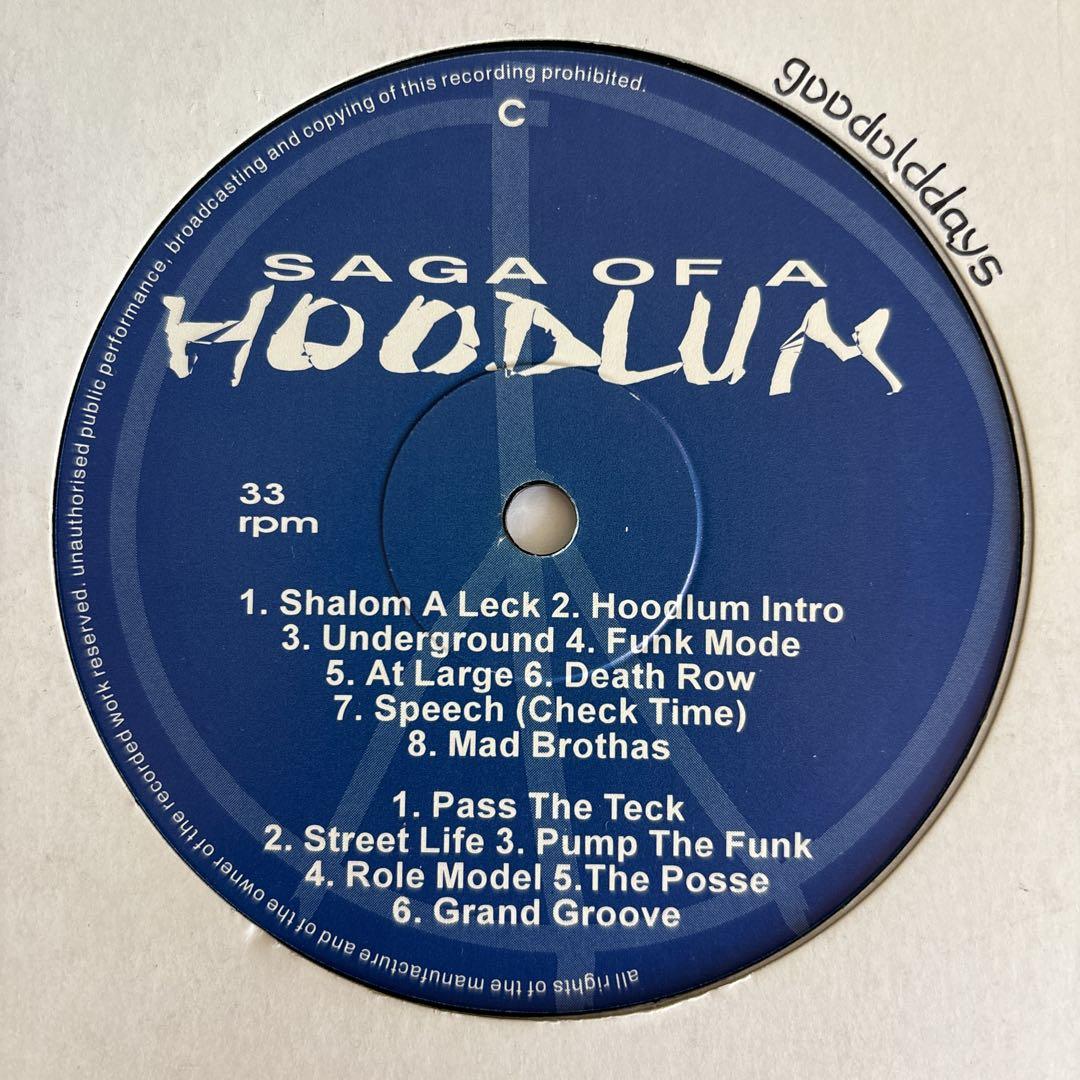 all rights of the manufacture and of the owner of the recorded work reserved. unauthorised public performance, broadcasting and copying of this recording prohibited.
goodolddays
C
SAGA OF A
HOODLUM
33
rpm
1. Shalom A Leck 2. Hoodlum Intro
3. Underground 4. Funk Mode
5. At Large 6. Death Row
7. Speech (Check Time)
8. Mad Brothas
1. Pass The Teck
2. Street Life 3. Pump The Funk
4. Role Model 5.The Posse
6. Grand Groove